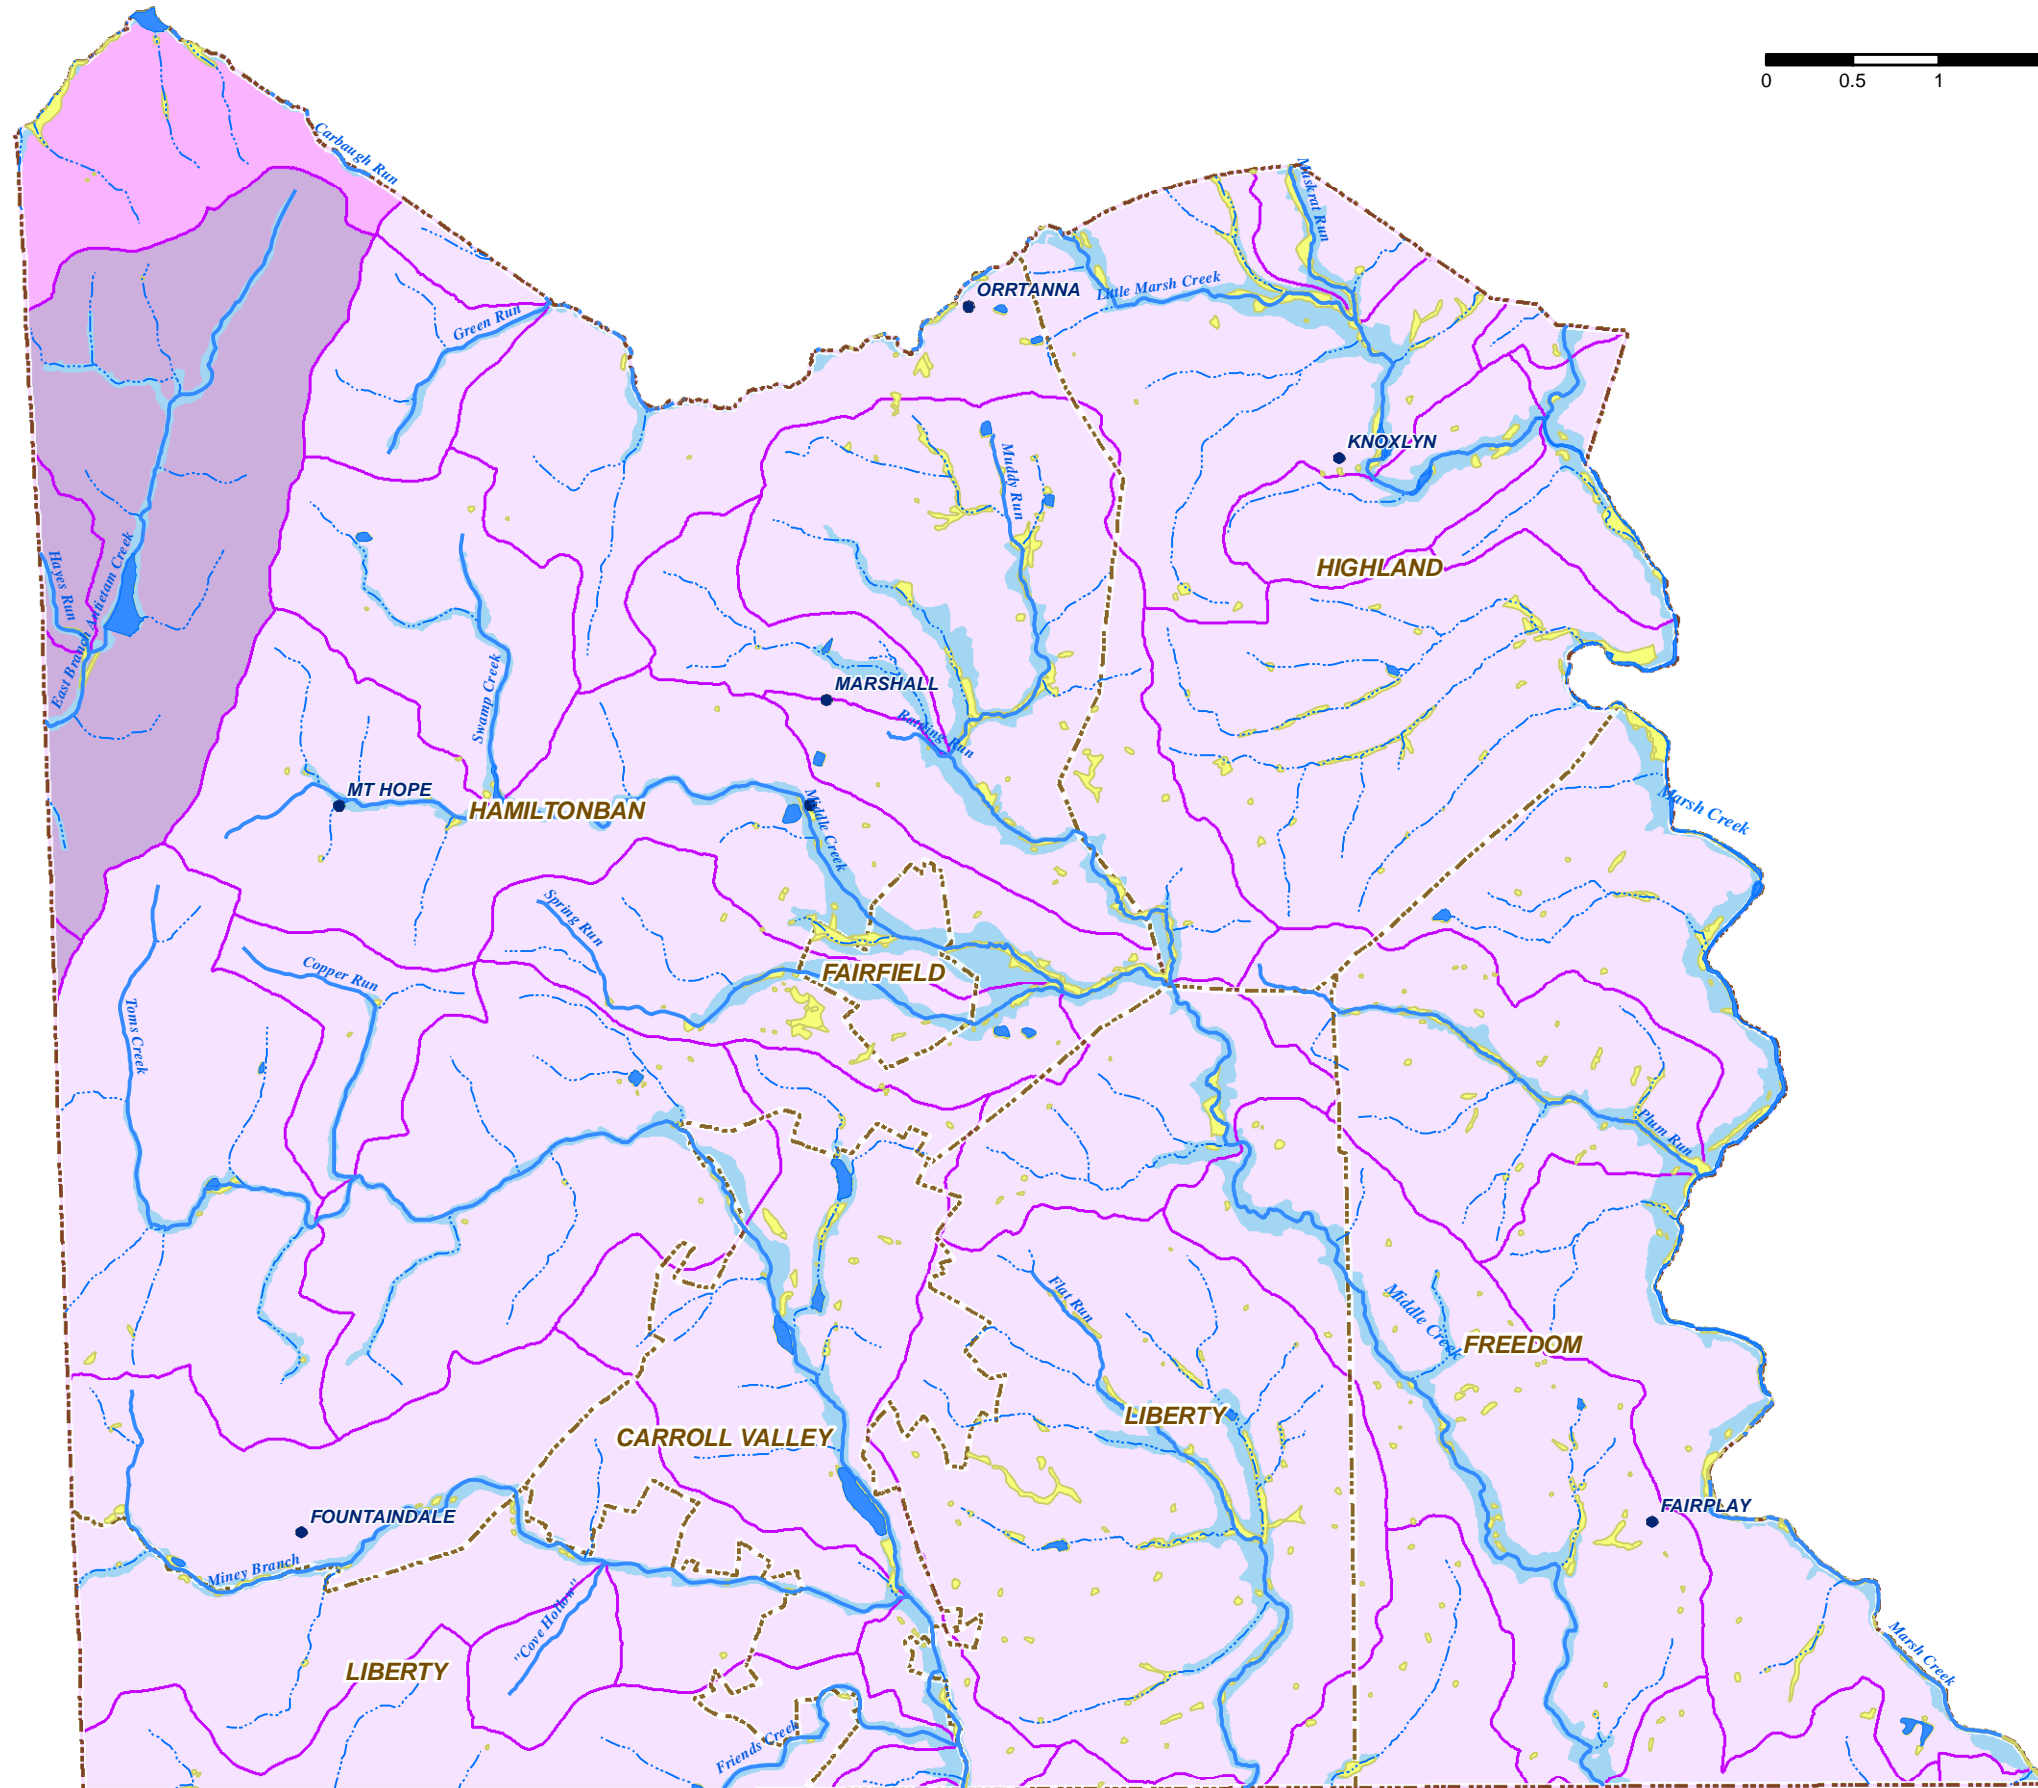 0 0.5 1
Carbaugh Run
Muskrat Run
ORRTANNA
Little Marsh Creek
Green Run
KNOXLYN
Muddy Run
HIGHLAND
Hayes Run
East Branch Antietam Creek
Swamp Creek
MARSHALL
Rattling Run
MT HOPE
HAMILTONBAN
Middle Creek
Marsh Creek
Spring Run
Copper Run
FAIRFIELD
Toms Creek
Plum Run
Flat Run
Middle Creek
FREEDOM
LIBERTY
CARROLL VALLEY
FOUNTAINDALE
FAIRPLAY
Miney Branch
"Cove Hollow"
Marsh Creek
LIBERTY
Friends Creek